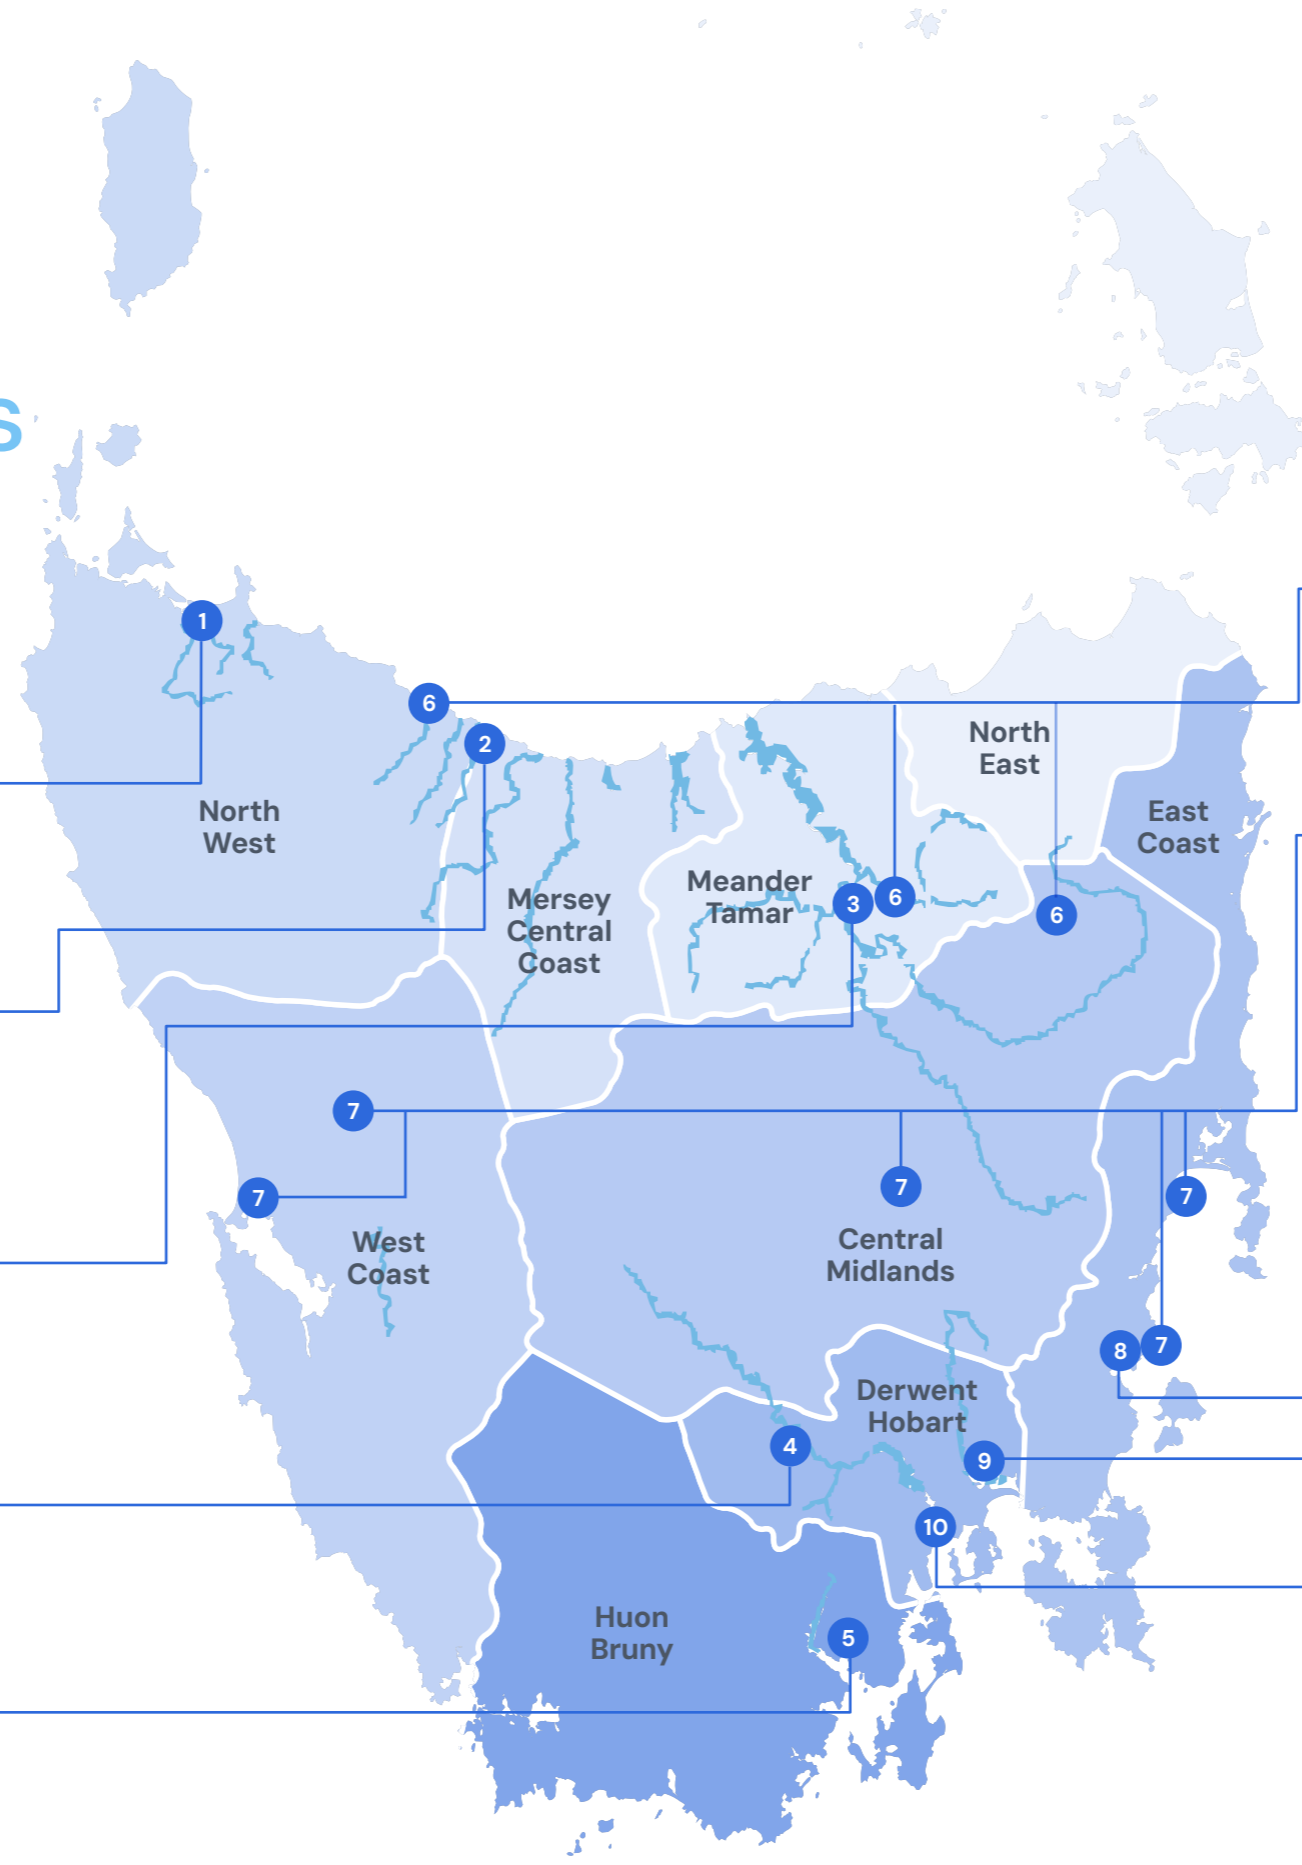 s
1
6
2
North
West
North
East
East
Coast
Meander
Tamar
3
6
6
Mersey
Central
Coast
7
7
7
7
West
Coast
Central
Midlands
8
7
Derwent
Hobart
4
9
10
Huon
Bruny
5